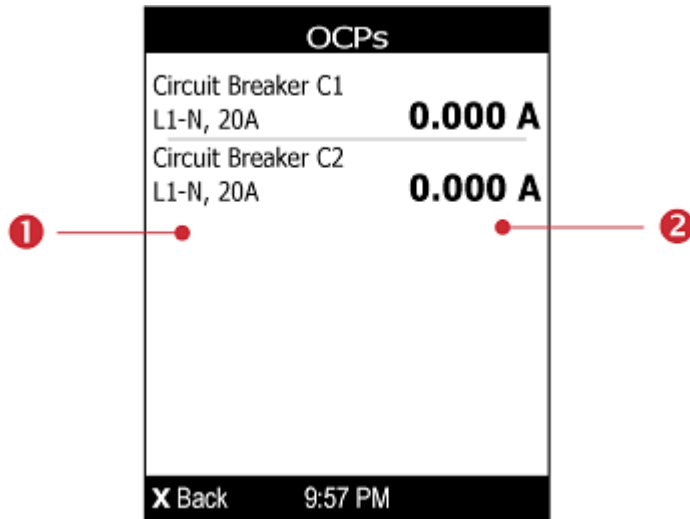 OCPs
Circuit Breaker C1
L1-N, 20A 0.000 A
Circuit Breaker C2
L1-N, 20A 0.000 A
1 2
X Back 9:57 PM